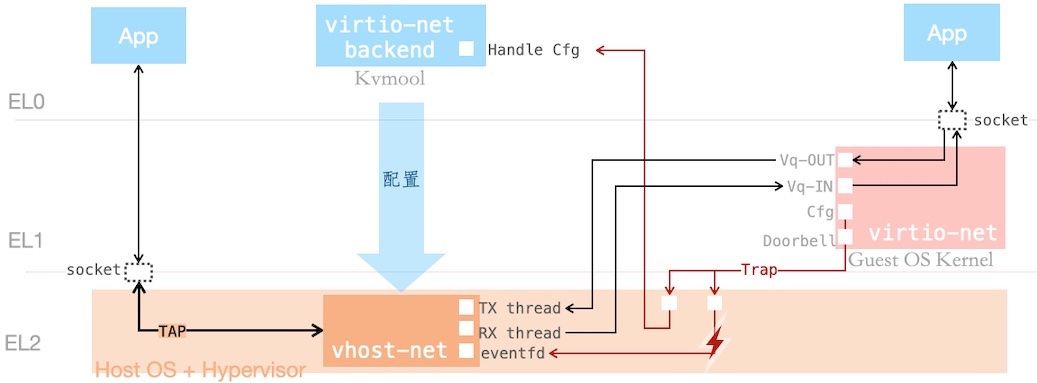 App
virtio-net
backend
Handle Cfg
Kvmool
App
EL0
socket
配置
Vq-OUT
Vq-IN
Cfg
Doorbell
virtio-net
Guest OS Kernel
EL1
socket
Trap
TAP
TX thread
RX thread
eventfd
vhost-net
EL2
Host OS + Hypervisor